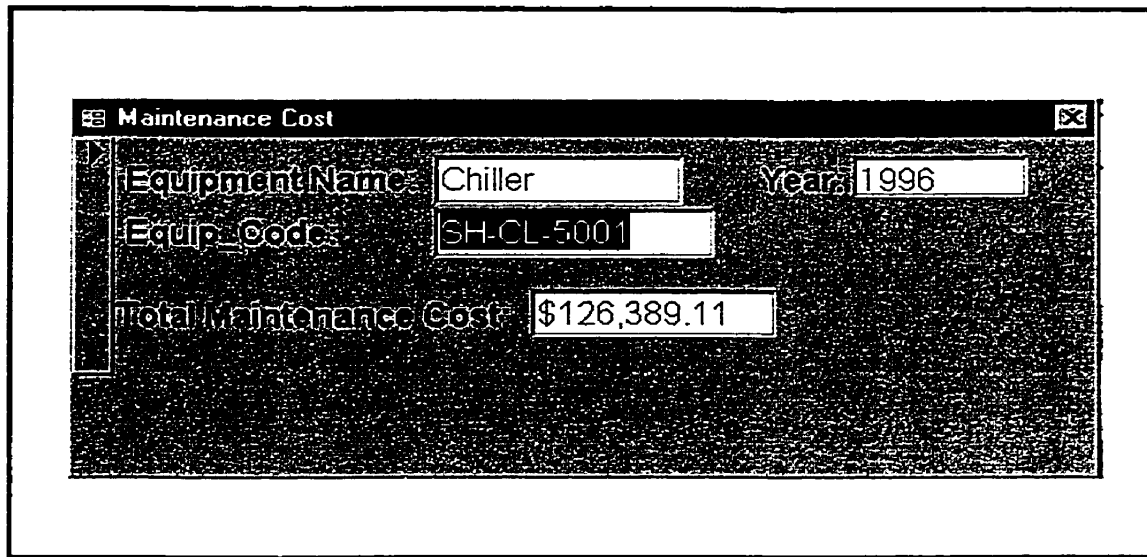 Maintenance Cost
Equipment Name: Chiller Year: 1996
Equip_Code: SH-CL-5001
Total Maintenance Cost $126,389.11